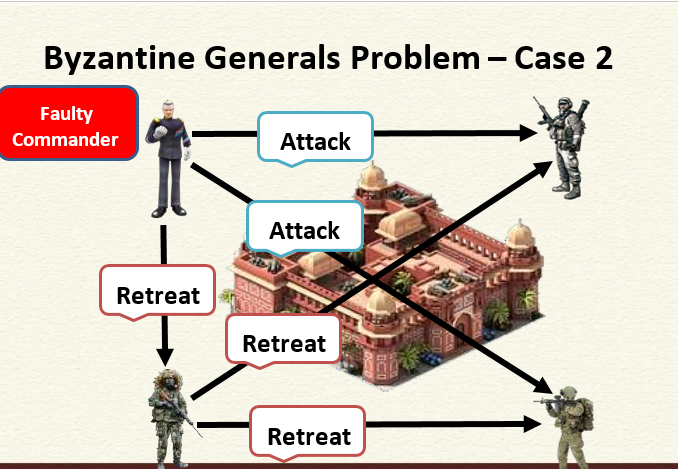 Byzantine Generals Problem – Case 2
Faulty
Commander
Attack
Attack
Retreat
Retreat
Retreat